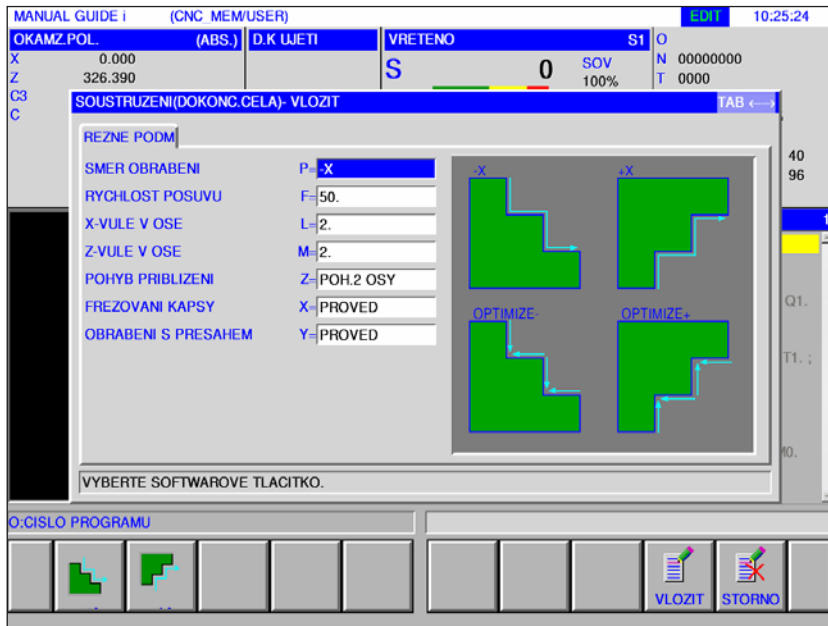 MANUAL GUIDE i (CNC_MEM/USER) EDIT 10:25:24
OKAMZ.POL. (ABS.) D.K UJETI VRETENO S1 O
X 0.000
Z 326.390
C3
C
S 0 SOV 100%
N 00000000
T 0000
SOUSTRUZENI(DOKONC.CELA)- VLOZIT TAB ←→
REZNE PODM
SMER OBRABENI P= -X
RYCHLOST POSUVU F= 50.
X-VULE V OSE L= 2.
Z-VULE V OSE M= 2.
POHYB PRIBLIZENI Z= POH.2 OSY
FREZOVANI KAPSY X= PROVED
OBRABENI S PRESAHEM Y= PROVED
-X +X
OPTIMIZE- OPTIMIZE+
40
96
1
Q1.
T1. ;
M0.
VYBERTE SOFTWAROVE TLACITKO.
O:CISLO PROGRAMU
VLOZIT STORNO